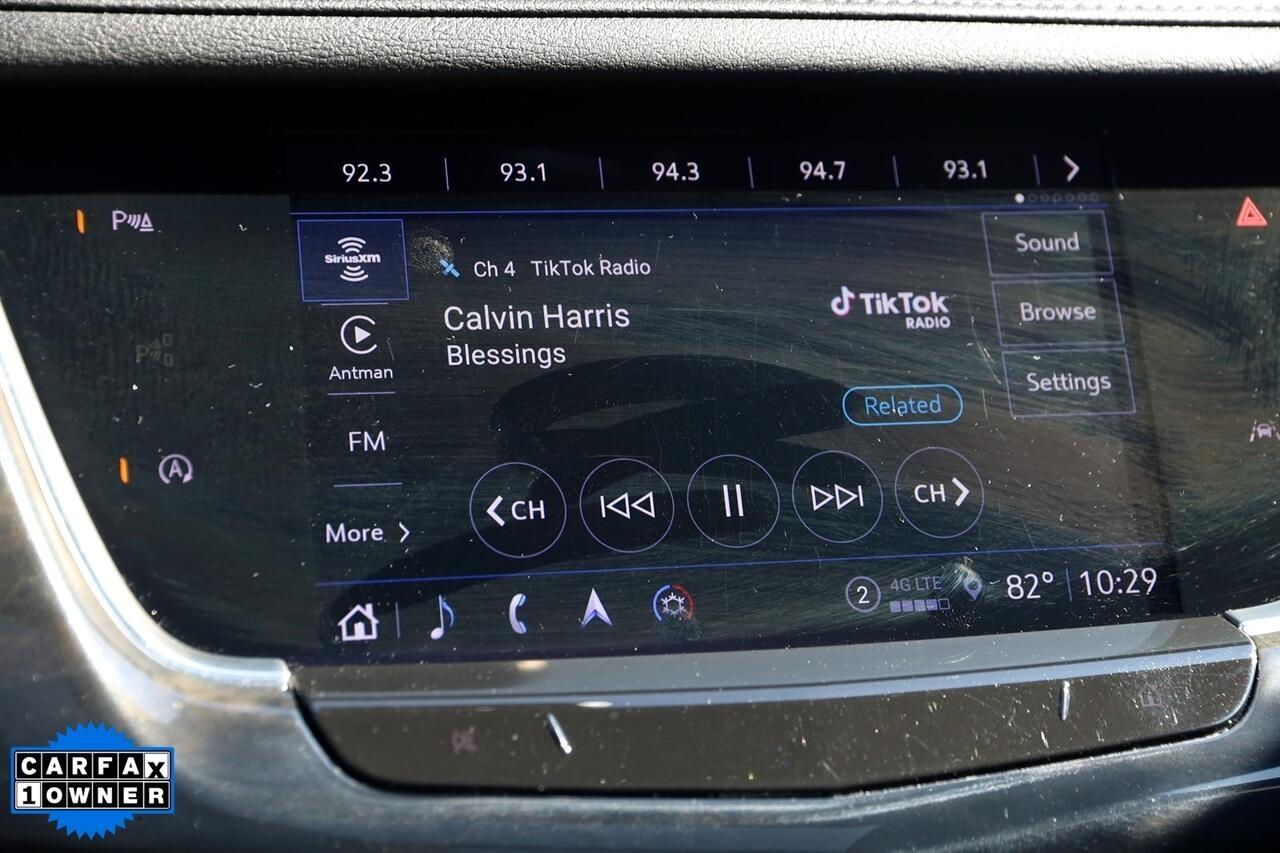 92.3 93.1 94.3 94.7 93.1
P
SiriusXM
Ch 4 TikTok Radio
Sound
Calvin Harris
TikTok
RADIO
Browse
Blessings
Antman
Settings
Related
FM
A
CH
CH
More
2 4G LTE 82° 10:29
CARFAX
1 OWNER